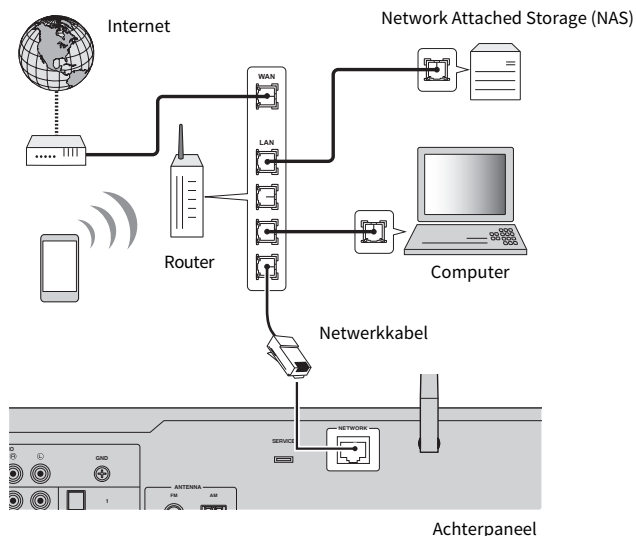 Internet
Network Attached Storage (NAS)
WAN
LAN
Router
Computer
Netwerkkabel
SERVICE
NETWORK
R
L
GND
1
ANTENNA
FM
AM
Achterpaneel